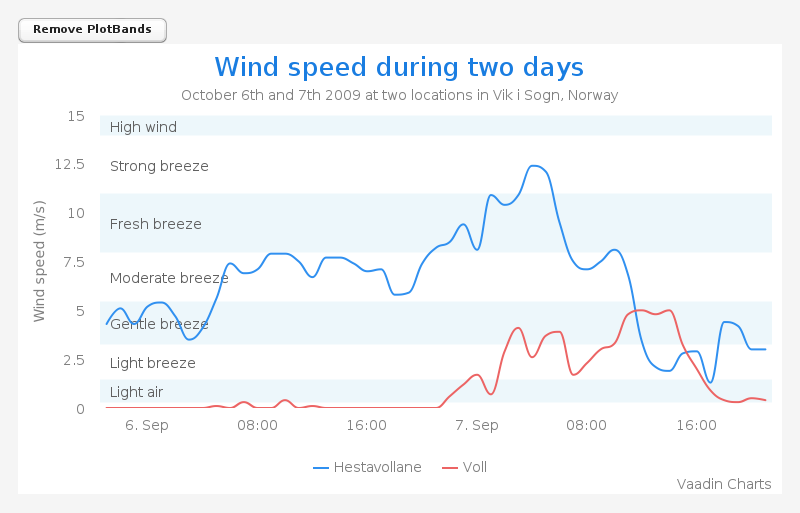 Remove PlotBands
Wind speed during two days
October 6th and 7th 2009 at two locations in Vik i Sogn, Norway
Wind speed (m/s)
15
12.5
10
7.5
5
2.5
0
High wind
Strong breeze
Fresh breeze
Moderate breeze
Gentle breeze
Light breeze
Light air
6. Sep 08:00 16:00 7. Sep 08:00 16:00
Hestavollane Voll
Vaadin Charts